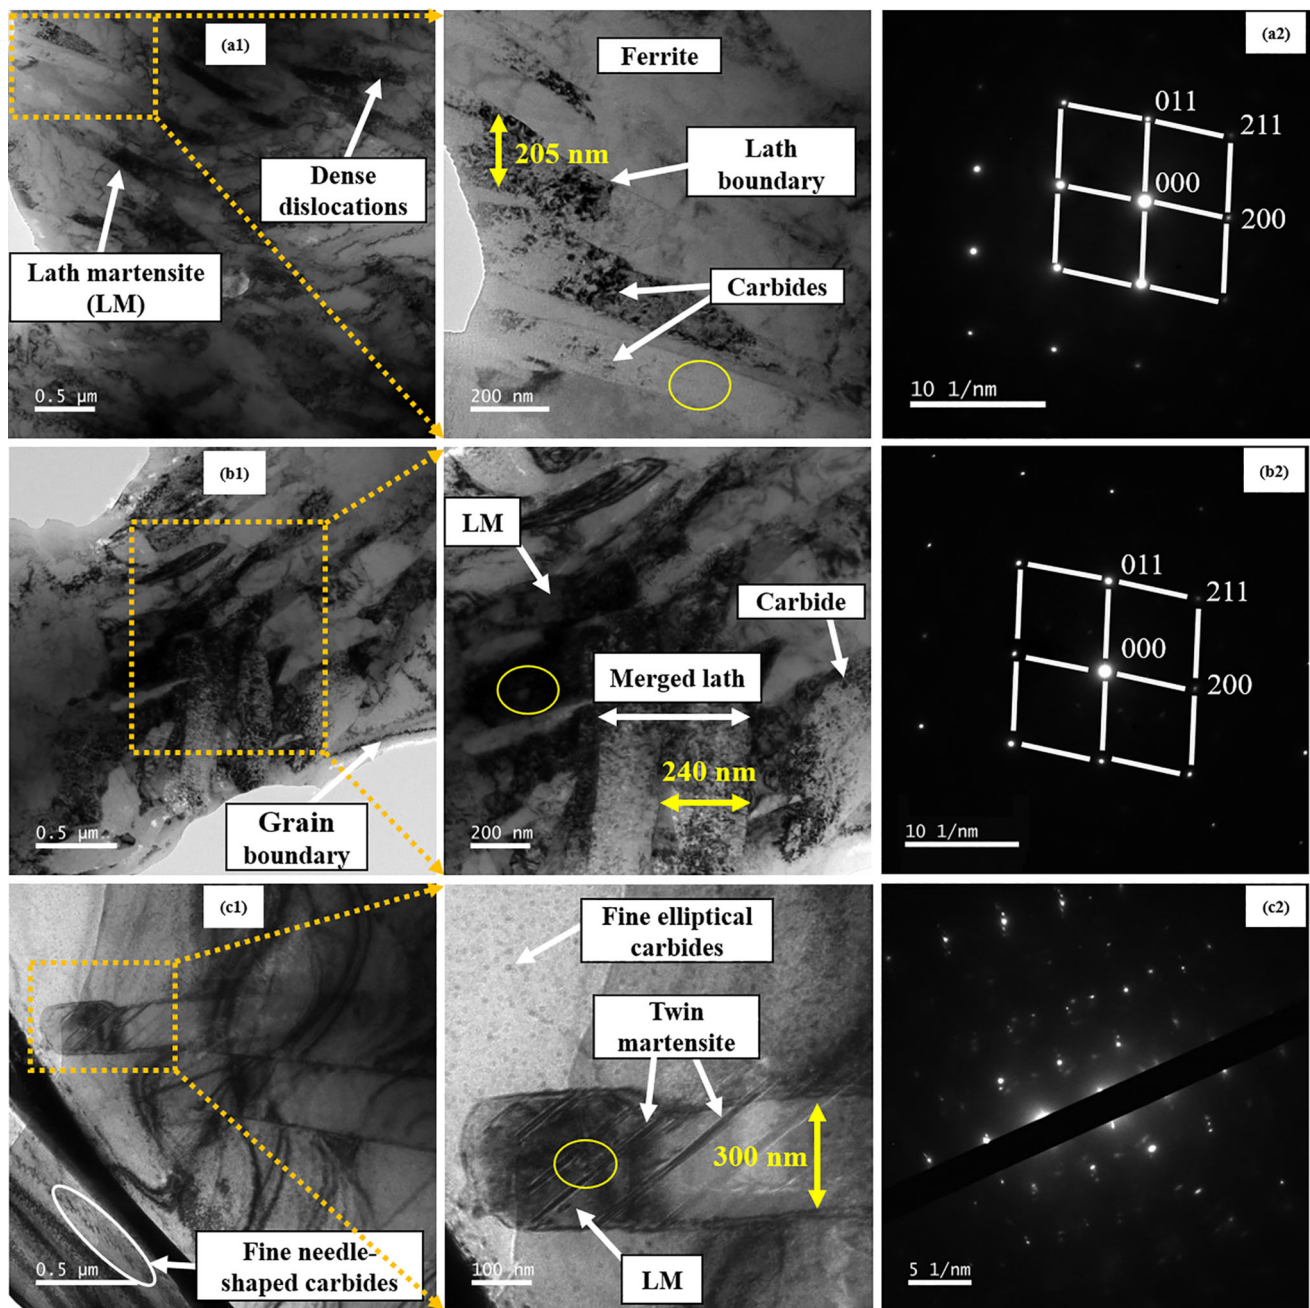 (a1)
Dense
dislocations
Lath martensite
(LM)
0.5 μm
Ferrite
205 nm
Lath
boundary
Carbides
200 nm
(a2)
011
211
000
200
10 1/nm
(b1)
Grain
boundary
0.5 μm
LM
Carbide
Merged lath
240 nm
200 nm
(b2)
011
211
000
200
10 1/nm
(c1)
Fine needle-
shaped carbides
0.5 μm
Fine elliptical
carbides
Twin
martensite
300 nm
LM
100 nm
(c2)
5 1/nm